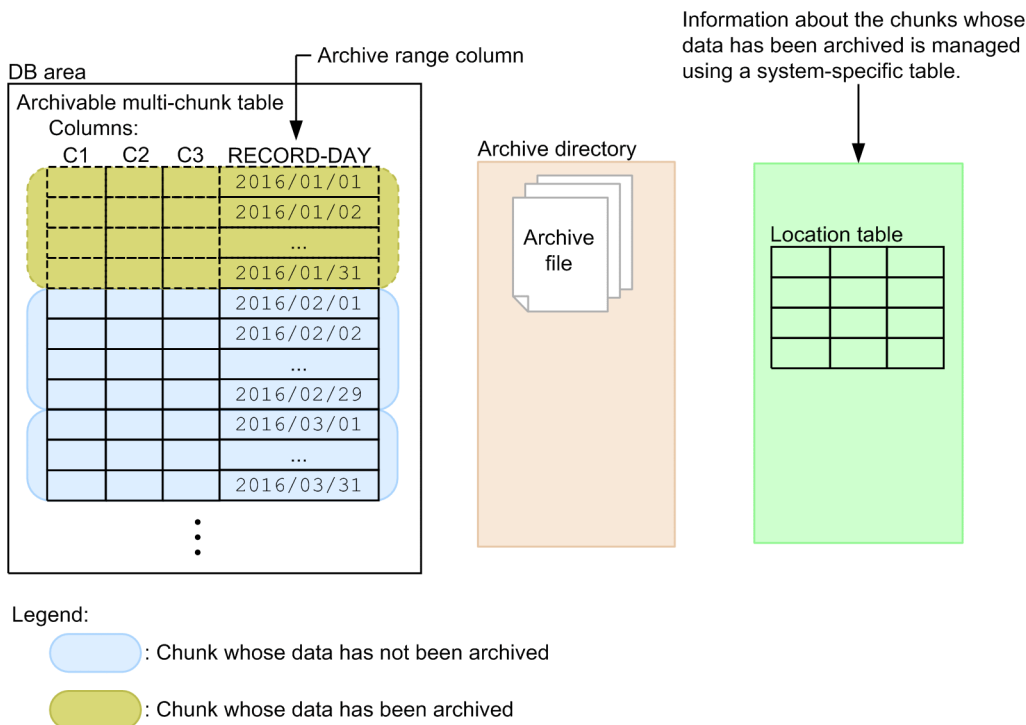 Information about the chunks whose
data has been archived is managed
using a system-specific table.
Archive range column
DB area
Archivable multi-chunk table
Columns:
C1 C2 C3 RECORD-DAY
2016/01/01
2016/01/02
...
2016/01/31
2016/02/01
2016/02/02
...
2016/02/29
2016/03/01
...
2016/03/31
Archive directory
Archive
file
Location table
Legend:
: Chunk whose data has not been archived
: Chunk whose data has been archived